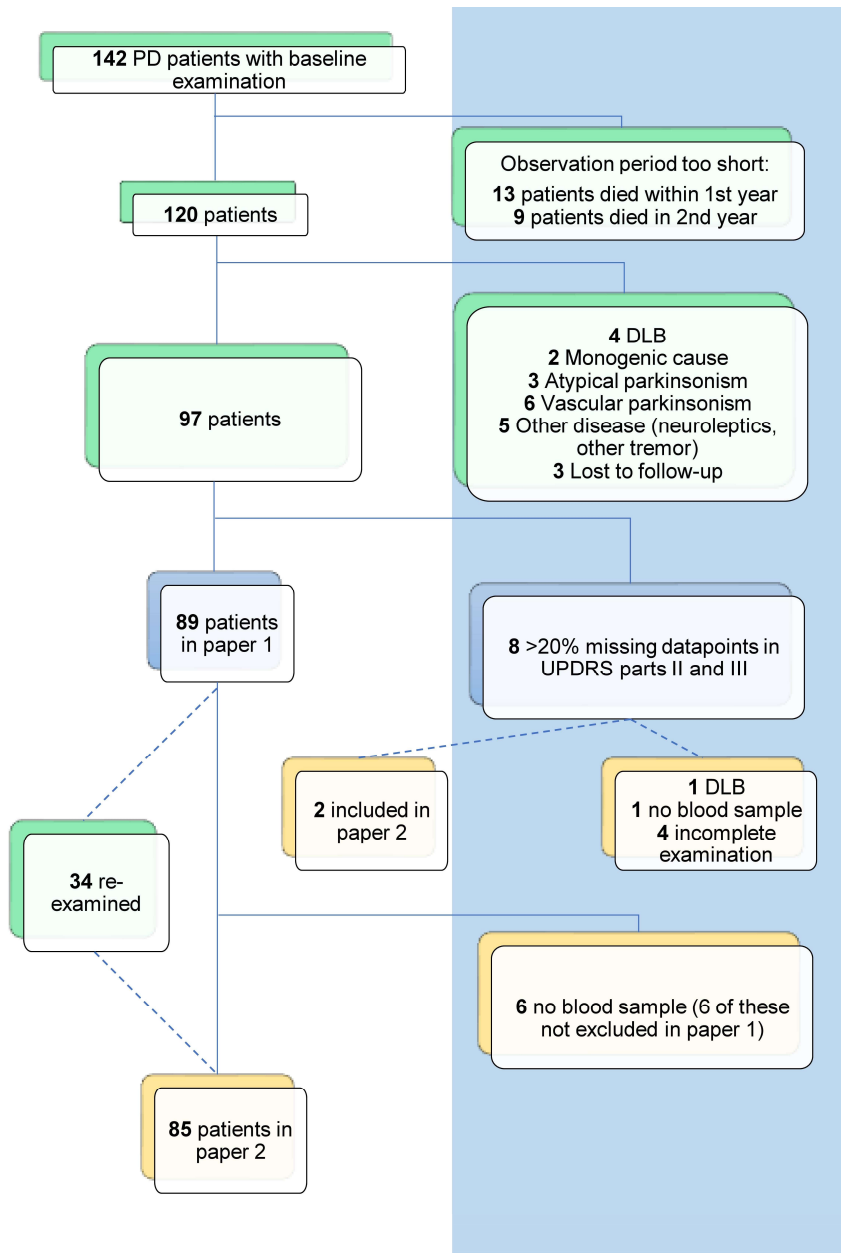 142 PD patients with baseline
examination
Observation period too short:
13 patients died within 1st year
9 patients died in 2nd year
120 patients
4 DLB
2 Monogenic cause
3 Atypical parkinsonism
6 Vascular parkinsonism
5 Other disease (neuroleptics,
other tremor)
3 Lost to follow-up
97 patients
89 patients
in paper 1
8 >20% missing datapoints in
UPDRS parts II and III
2 included in
paper 2
1 DLB
1 no blood sample
4 incomplete
examination
34 re-
examined
6 no blood sample (6 of these
not excluded in paper 1)
85 patients in
paper 2